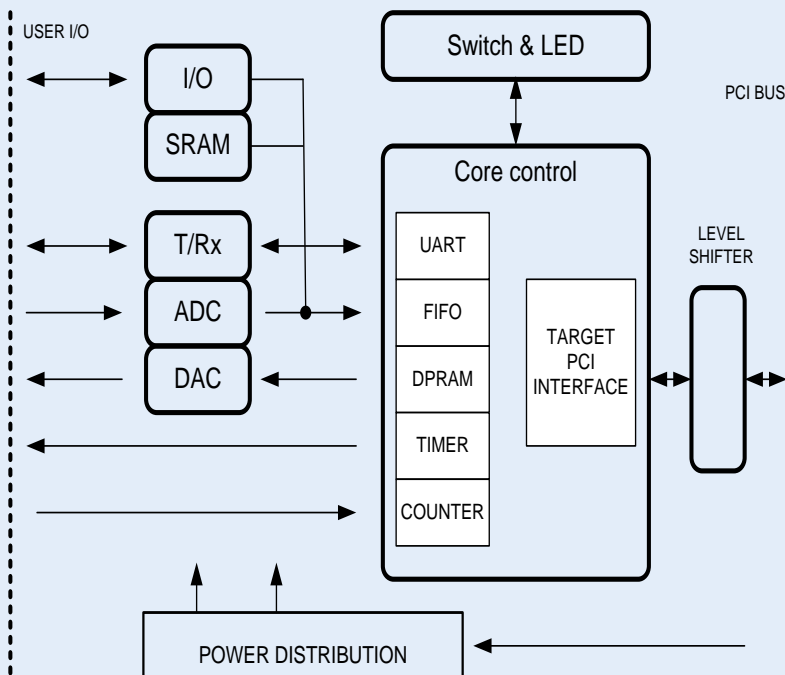 USER I/O
I/O
SRAM
T/Rx
ADC
DAC
Switch & LED
Core control
UART
FIFO
DPRAM
TIMER
COUNTER
TARGET
PCI
INTERFACE
LEVEL
SHIFTER
PCI BUS
POWER DISTRIBUTION